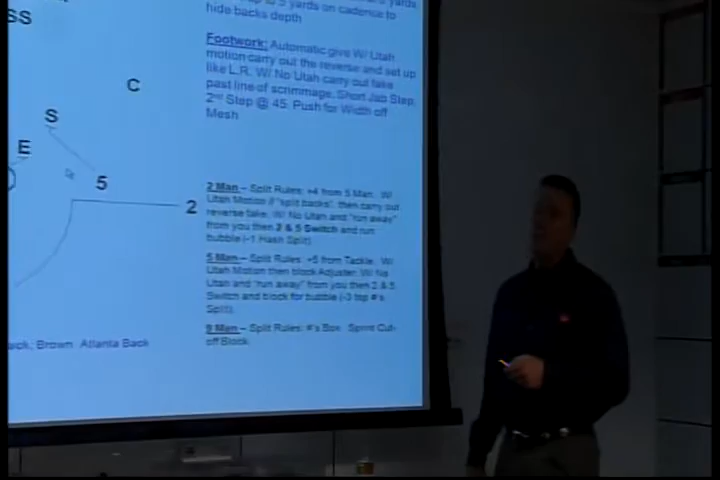 SS
to 5 yards on cadence to
hide backs depth
Footwork: Automatic give W/ Utah
motion carry out the reverse and set up
like L.R. W/ No Utah carry out fake
past line of scrimmage. Short Jab Step,
2nd Step @ 45. Push for Width off
Mesh
C
S
E
5
2
2 Man – Split Rules: +4 from 5 Man. W/
Utah Motion if "split backs", then carry out
reverse fake. W/ No Utah and "run away"
from you then 2 & 5 Switch and run
bubble (-1 Hash Split)
5 Man – Split Rules: +5 from Tackle. W/
Utah Motion then block Adjuster. W/ No
Utah and "run away" from you then 2 & 5
Switch and block for bubble (-3 top #'s
Split).
9 Man – Split Rules: #'s Box. Sprint Cut-
off Block
Brown Atlanta Back